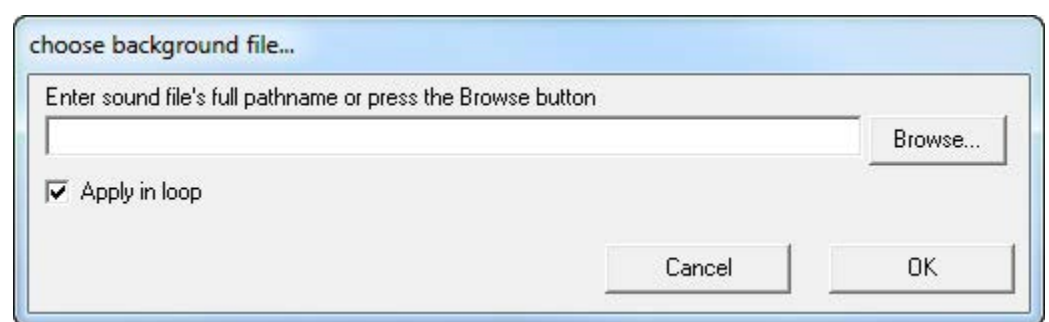 choose background file...
Enter sound file's full pathname or press the Browse button
Browse...
Apply in loop
Cancel
OK